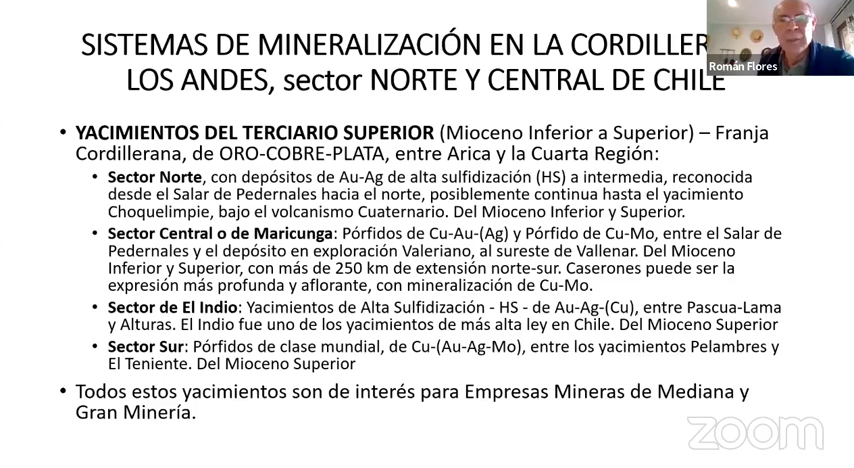 SISTEMAS DE MINERALIZACIÓN EN LA CORDILLER
LOS ANDES, sector NORTE Y CENTRAL DE CHILE
Román Flores
• YACIMIENTOS DEL TERCIARIO SUPERIOR (Mioceno Inferior a Superior) – Franja
Cordillerana, de ORO-COBRE-PLATA, entre Arica y la Cuarta Región:
• Sector Norte, con depósitos de Au-Ag de alta sulfidización (HS) a intermedia, reconocida
desde el Salar de Pedernales hacia el norte, posiblemente continua hasta el yacimiento
Choquelimpie, bajo el volcanismo Cuaternario. Del Mioceno Inferior y Superior.
• Sector Central o de Maricunga: Pórfidos de Cu-Au-(Ag) y Pórfido de Cu-Mo, entre el Salar de
Pedernales y el depósito en exploración Valeriano, al sureste de Vallenar. Del Mioceno
Inferior y Superior, con más de 250 km de extensión norte-sur. Caserones puede ser la
expresión más profunda y aflorante, con mineralización de Cu-Mo.
• Sector de El Indio: Yacimientos de Alta Sulfidización - HS - de Au-Ag-(Cu), entre Pascua-Lama
y Alturas. El Indio fue uno de los yacimientos de más alta ley en Chile. Del Mioceno Superior
• Sector Sur: Pórfidos de clase mundial, de Cu-(Au-Ag-Mo), entre los yacimientos Pelambres y
El Teniente. Del Mioceno Superior
• Todos estos yacimientos son de interés para Empresas Mineras de Mediana y
Gran Minería.
zoom